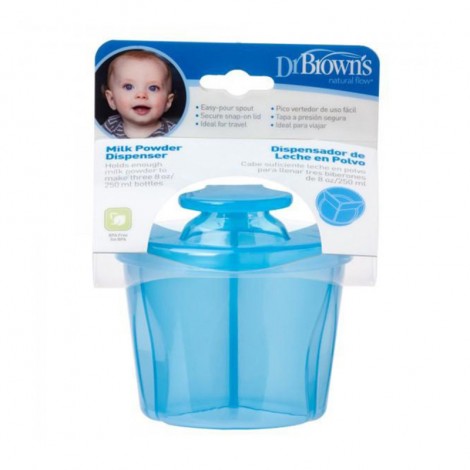 Dr Brown's
natural flow®
• Easy-pour spout
• Secure snap-on lid
• Ideal for travel
• Pico vertedor de uso fácil
• Tapa a presión segura
• Ideal para viajar
Milk Powder
Dispenser
Holds enough
milk powder to
make three 8 oz/
250 ml bottles.
Dispensador de
Leche en Polvo
Cabe suficiente leche en polvo
para llenar tres biberones
de 8 oz/250 ml
BPA Free